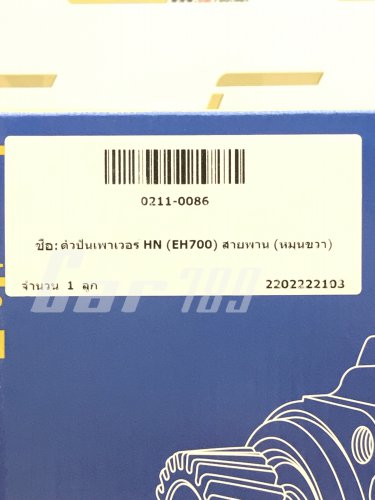 0211-0086
ชื่อ: ตัวปั่นเพาเวอร์ HN (EH700) สายพาน (หมุนขวา)
จำนวน 1 ลูก
2202222103
Car 789